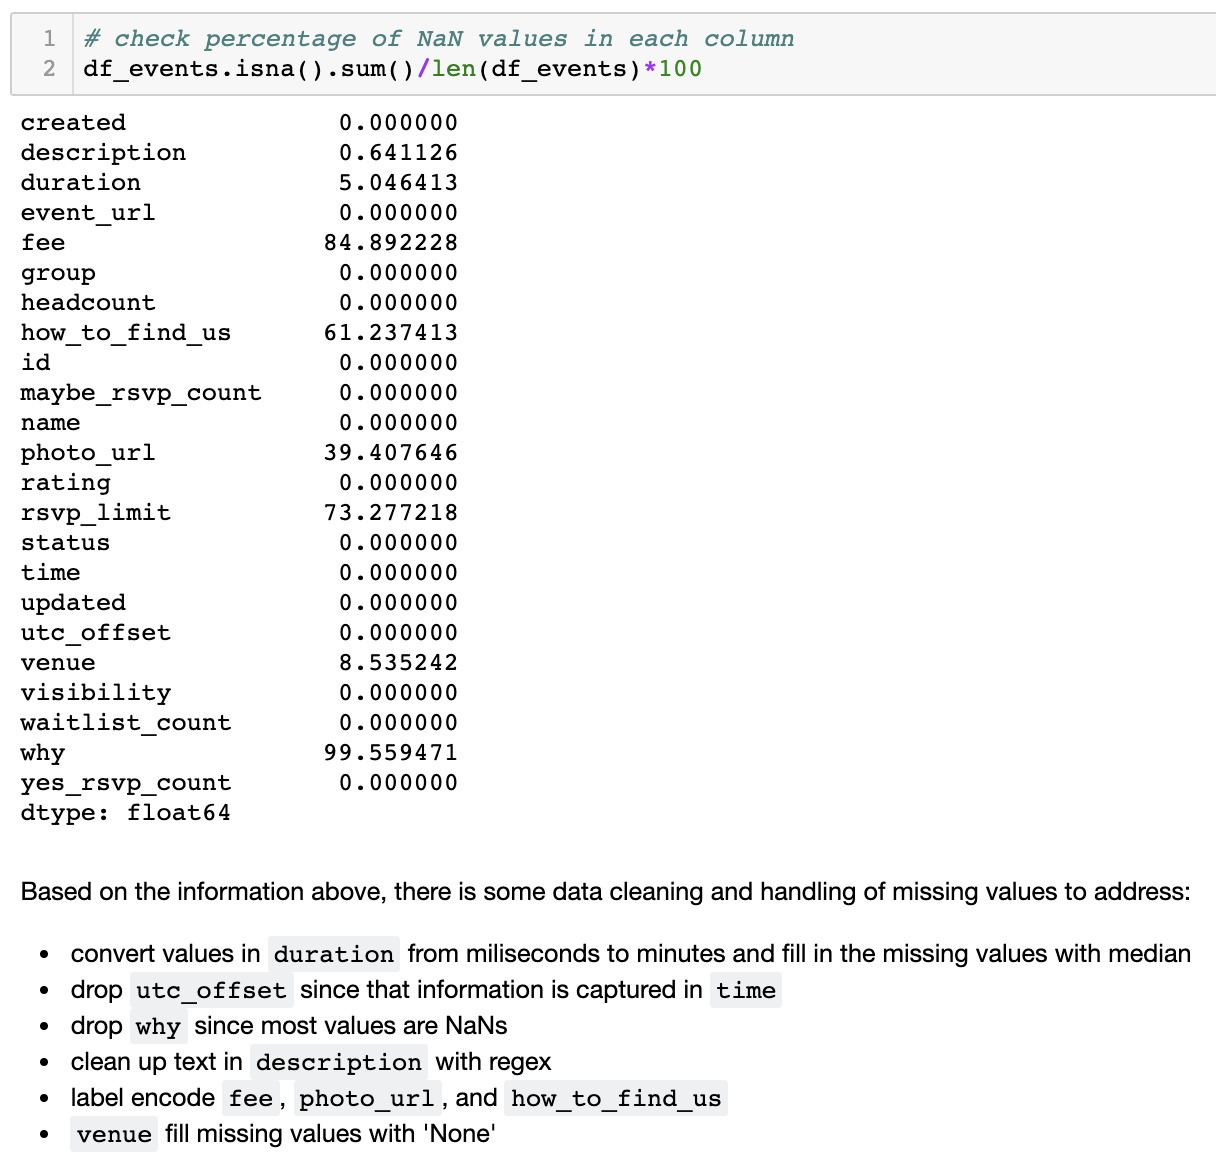 1 # check percentage of NaN values in each column
2 df_events.isna().sum()/len(df_events)*100
created 0.000000
description 0.641126
duration 5.046413
event_url 0.000000
fee 84.892228
group 0.000000
headcount 0.000000
how_to_find_us 61.237413
id 0.000000
maybe_rsvp_count 0.000000
name 0.000000
photo_url 39.407646
rating 0.000000
rsvp_limit 73.277218
status 0.000000
time 0.000000
updated 0.000000
utc_offset 0.000000
venue 8.535242
visibility 0.000000
waitlist_count 0.000000
why 99.559471
yes_rsvp_count 0.000000
dtype: float64
Based on the information above, there is some data cleaning and handling of missing values to address:
• convert values in duration from miliseconds to minutes and fill in the missing values with median
• drop utc_offset since that information is captured in time
• drop why since most values are NaNs
• clean up text in description with regex
• label encode fee, photo_url, and how_to_find_us
• venue fill missing values with 'None'